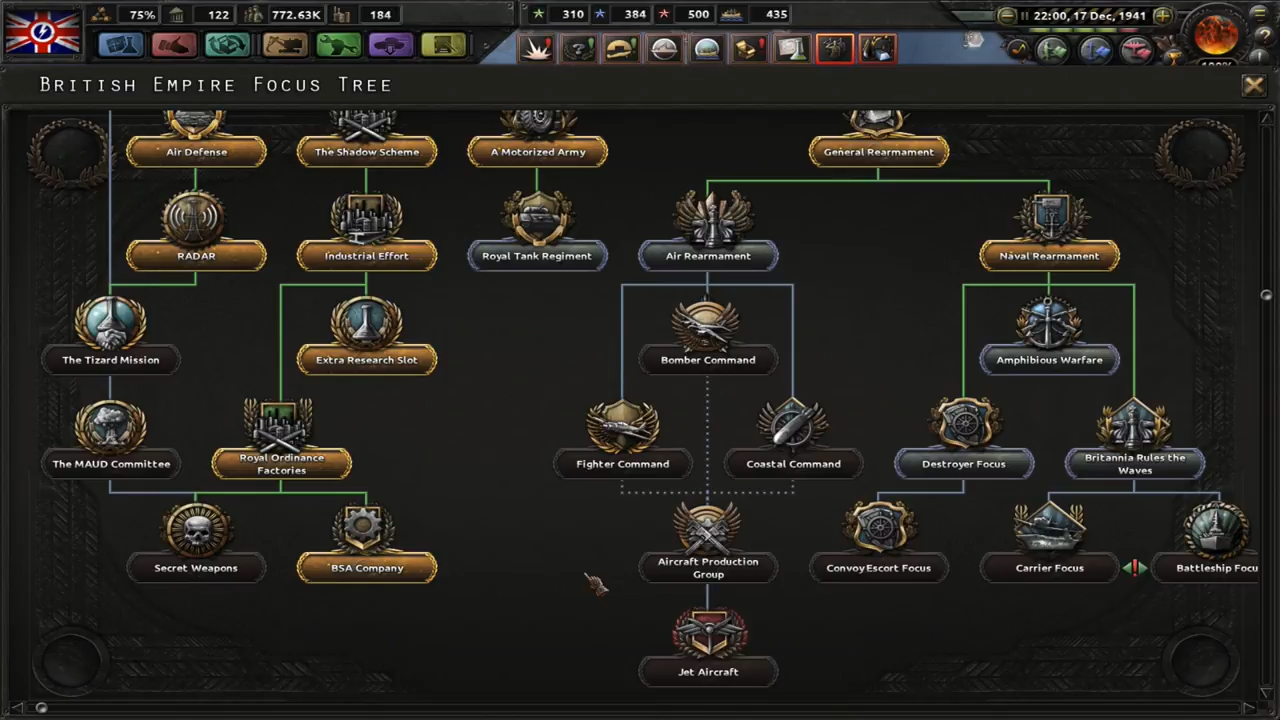 75%
122
772.63K
184
310
384
500
435
22:00, 17 Dec, 1941
British Empire Focus Tree
Air Defense
The Shadow Scheme
A Motorized Army
General Rearmament
RADAR
Industrial Effort
Royal Tank Regiment
Air Rearmament
Naval Rearmament
The Tizard Mission
Extra Research Slot
Bomber Command
Amphibious Warfare
The MAUD Committee
Royal Ordinance
Factories
Fighter Command
Coastal Command
Destroyer Focus
Britannia Rules the
Waves
Secret Weapons
BSA Company
Aircraft Production
Group
Convoy Escort Focus
Carrier Focus
Battleship Focu
Jet Aircraft